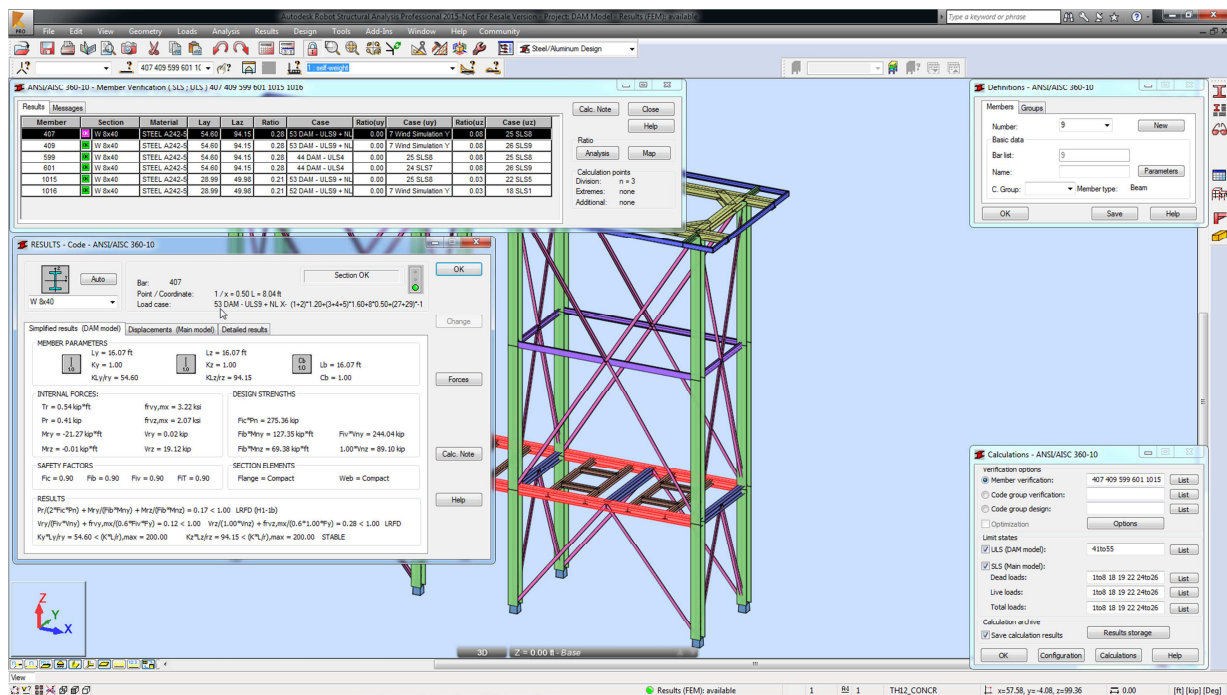 Autodesk Robot Structural Analysis Professional 2015-Not For Resale Version - Project: DAM Model - Results (FEM): available
Type a keyword or phrase
PRO File Edit View Geometry Loads Analysis Results Design Tools Add-Ins Window Help Community
Steel/Aluminum Design
407 409 599 601 10
1 : self-weight
ANSI/AISC 360-10 - Member Verification ( SLS ; ULS ) 407 409 599 601 1015 1016
Results Messages
Member Section Material Lay Laz Ratio Case Ratio(uy Case (uy) Ratio(uz Case (uz)
407 OK W 8x40 STEEL A242-5 54.60 94.15 0.28 53 DAM - ULS9 + NL 0.00 7 Wind Simulation Y 0.08 25 SLS8
409 OK W 8x40 STEEL A242-5 54.60 94.15 0.28 53 DAM - ULS9 + NL 0.00 7 Wind Simulation Y 0.08 26 SLS9
599 OK W 8x40 STEEL A242-5 54.60 94.15 0.28 44 DAM - ULS4 0.00 25 SLS8 0.08 25 SLS8
601 OK W 8x40 STEEL A242-5 54.60 94.15 0.28 44 DAM - ULS4 0.00 24 SLS7 0.08 26 SLS9
1015 OK W 8x40 STEEL A242-5 28.99 49.98 0.21 53 DAM - ULS9 + NL 0.00 25 SLS8 0.03 22 SLS5
1016 OK W 8x40 STEEL A242-5 28.99 49.98 0.21 52 DAM - ULS9 + NL 0.00 7 Wind Simulation Y 0.03 18 SLS1
Calc. Note Close
Help
Ratio
Analysis Map
Calculation points
Division: n = 3
Extremes: none
Additional: none
Definitions - ANSI/AISC 360-10
Members Groups
Number: 9 New
Basic data
Bar list: 9
Name: Parameters
C. Group: Member type: Beam
OK Save Help
RESULTS - Code - ANSI/AISC 360-10
Auto
W 8x40
Bar: 407
Point / Coordinate: 1 / x = 0.50 L = 8.04 ft
Load case: 53 DAM - ULS9 + NL X- (1+2)*1.20+(3+4+5)*1.60+8*0.50+(27+29)*-1
Section OK
OK
Change
Forces
Calc. Note
Help
Simplified results (DAM model) Displacements (Main model) Detailed results
MEMBER PARAMETERS
Ly = 16.07 ft Lz = 16.07 ft
Ky = 1.00 Kz = 1.00 Lb = 16.07 ft
KLy/ry = 54.60 KLz/rz = 94.15 Cb = 1.00
1.0 1.0 Cb 1.0
INTERNAL FORCES: DESIGN STRENGTHS
Tr = 0.54 kip*ft frvy,mx = 3.22 ksi
Pr = 0.41 kip frvz,mx = 2.07 ksi Fic*Pn = 275.36 kip
Mry = -21.27 kip*ft Vry = 0.02 kip Fib*Mny = 127.35 kip*ft Fiv*Vny = 244.04 kip
Mrz = -0.01 kip*ft Vrz = 19.12 kip Fib*Mnz = 69.38 kip*ft 1.00*Vnz = 89.10 kip
SAFETY FACTORS SECTION ELEMENTS
Fic = 0.90 Fib = 0.90 Fiv = 0.90 FiT = 0.90 Flange = Compact Web = Compact
RESULTS
Pr/(2*Fic*Pn) + Mry/(Fib*Mny) + Mrz/(Fib*Mnz) = 0.17 < 1.00 LRFD (H1-1b)
Vry/(Fiv*Vny) + frvy,mx/(0.6*Fiv*Fy) = 0.12 < 1.00 Vrz/(1.00*Vnz) + frvz,mx/(0.6*1.00*Fy) = 0.28 < 1.00 LRFD
Ky*Ly/ry = 54.60 < (K*L/r),max = 200.00 Kz*Lz/rz = 94.15 < (K*L/r),max = 200.00 STABLE
Calculations - ANSI/AISC 360-10
Verification options
Member verification: 407 409 599 601 1015 List
Code group verification: List
Code group design: List
Optimization Options
Limit states
ULS (DAM model): 41to55 List
SLS (Main model):
Dead loads: 1to8 18 19 22 24to26 List
Live loads: 1to8 18 19 22 24to26 List
Total loads: 1to8 18 19 22 24to26 List
Calculation archive
Save calculation results Results storage
OK Configuration Calculations Help
Z Y X
3D Z = 0.00 ft - Base
View
Results (FEM): available 1 1 TH12_CONCR x=57.58, y=-4.08, z=99.36 0.00 [ft] [kip] [Deg]